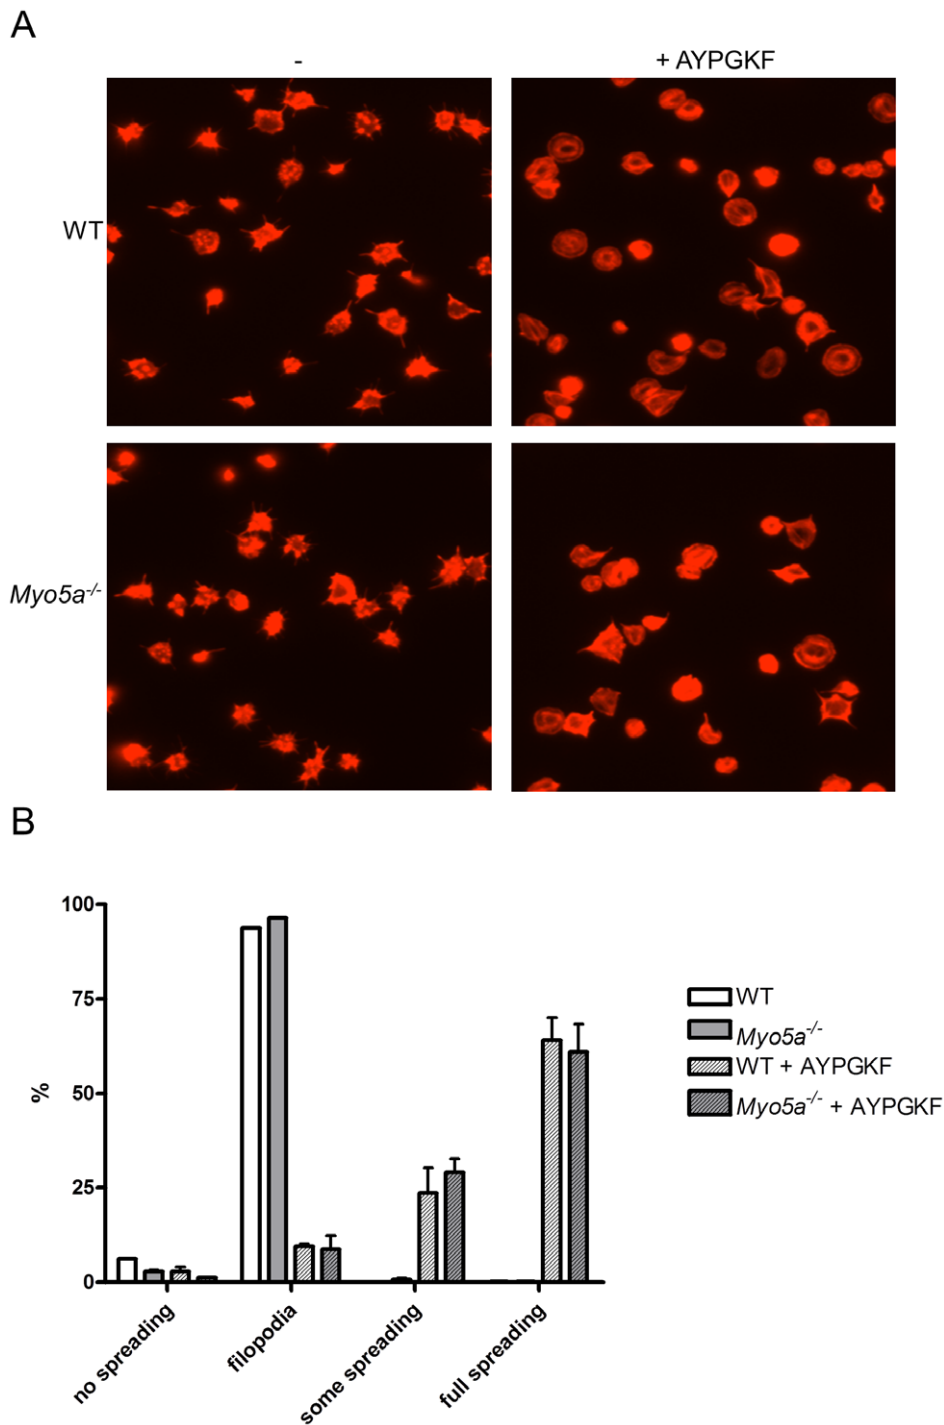 A
-
+ AYPGKF
WT
Myo5a-/-
B
100
75
50
25
0
%
no spreading
filopodia
some spreading
full spreading
WT
Myo5a-/-
WT + AYPGKF
Myo5a-/- + AYPGKF